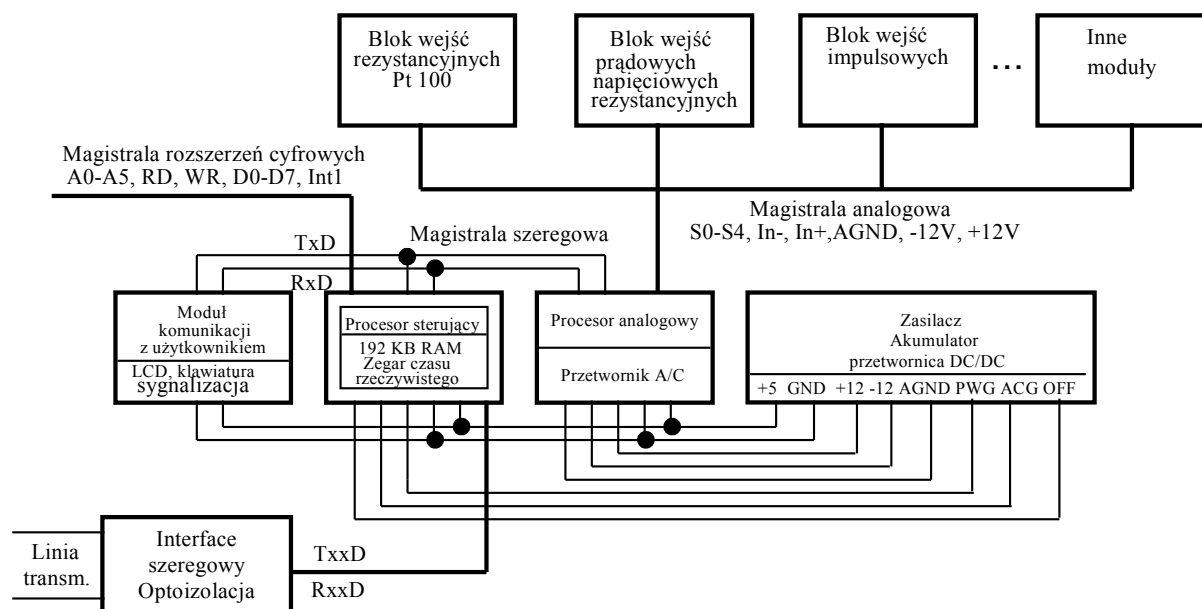 Blok wejść
rezystancyjnych
Pt 100
Blok wejść
prądowych
napięciowych
rezystancyjnych
Blok wejść
impulsowych
...
Inne
moduły
Magistrala rozszerzeń cyfrowych
A0-A5, RD, WR, D0-D7, Int1
Magistrala analogowa
S0-S4, In-, In+,AGND, -12V, +12V
TxD
Magistrala szeregowa
RxD
Moduł
komunikacji
z użytkownikiem
LCD, klawiatura
sygnalizacja
Procesor sterujący
192 KB RAM
Zegar czasu
rzeczywistego
Procesor analogowy
Przetwornik A/C
Zasilacz
Akumulator
przetwornica DC/DC
+5 GND +12 -12 AGND PWG ACG OFF
Linia
transm.
Interface
szeregowy
Optoizolacja
TxxD
RxxD